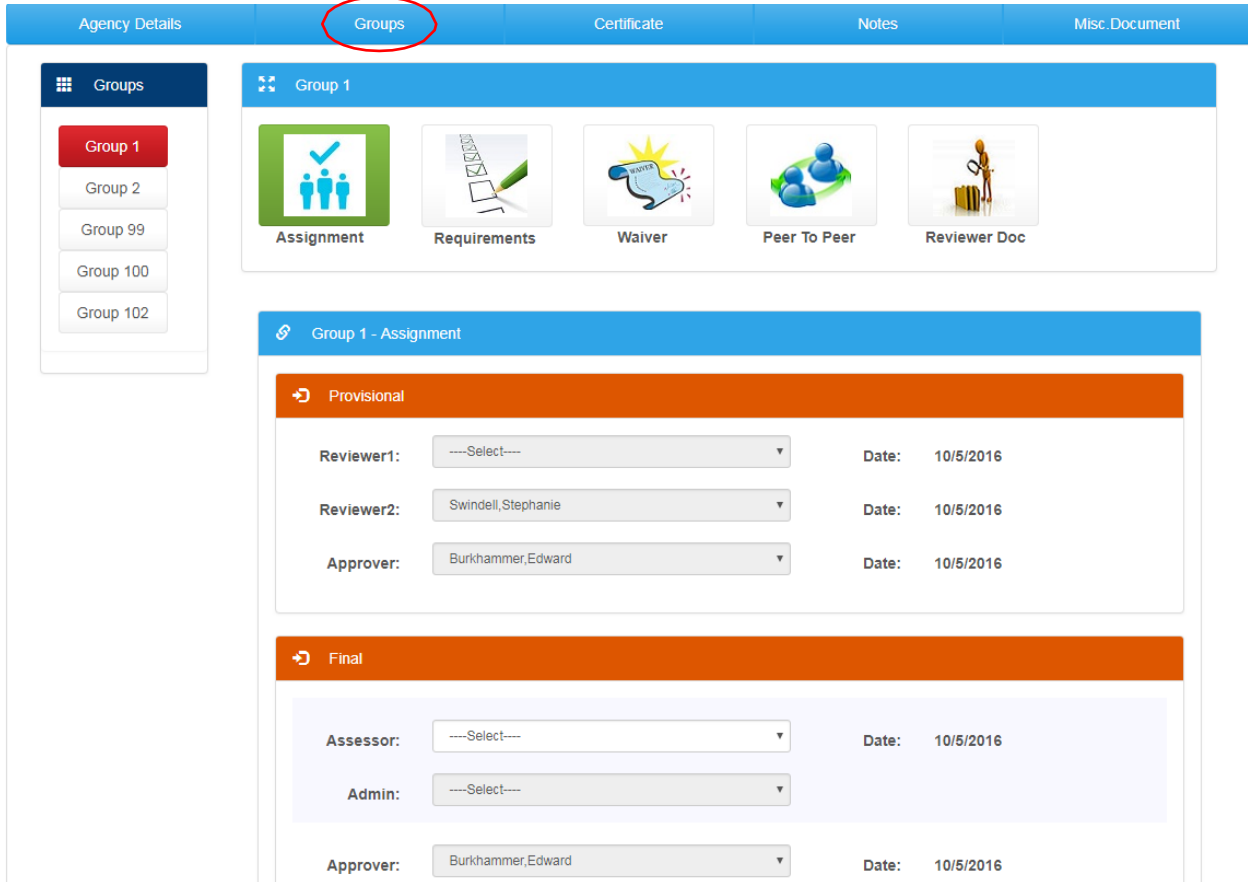 Agency Details Groups Certificate Notes Misc.Document
Groups
Group 1
Group 2
Group 99
Group 100
Group 102
Group 1
WAIVER
Assignment Requirements Waiver Peer To Peer Reviewer Doc
Group 1 - Assignment
Provisional
Reviewer1: ----Select---- Date: 10/5/2016
Reviewer2: Swindell,Stephanie Date: 10/5/2016
Approver: Burkhammer,Edward Date: 10/5/2016
Final
Assessor: ----Select---- Date: 10/5/2016
Admin: ----Select----
Approver: Burkhammer,Edward Date: 10/5/2016